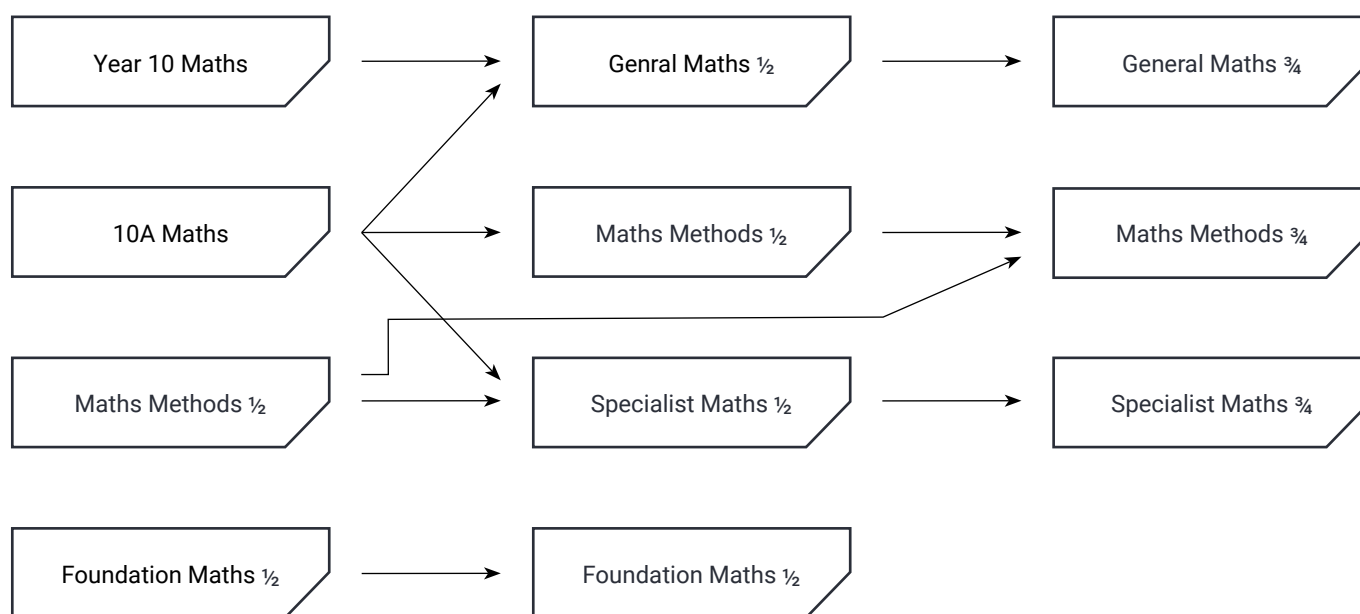 Year 10 Maths
Genral Maths ½
General Maths ¾
10A Maths
Maths Methods ½
Maths Methods ¾
Maths Methods ½
Specialist Maths ½
Specialist Maths ¾
Foundation Maths ½
Foundation Maths ½